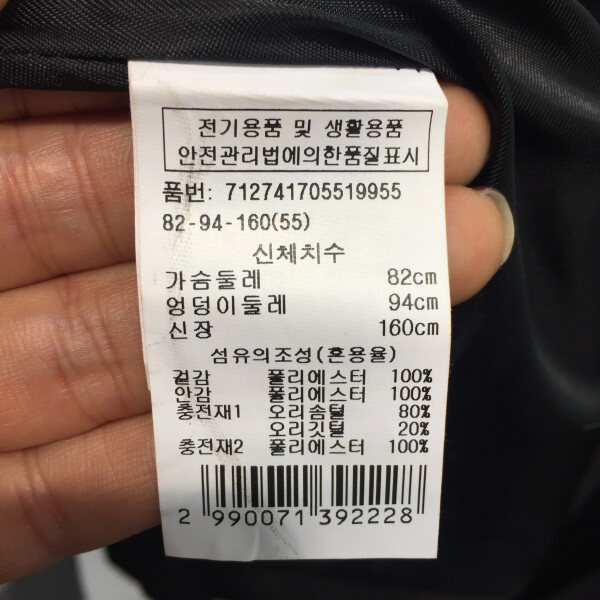 전기용품 및 생활용품
안전관리법에의한품질표시
품번: 712741705519955
82-94-160(55)
신체치수
가슴둘레 82cm
엉덩이둘레 94cm
신장 160cm
섬유의조성(혼용율)
겉감 폴리에스터 100%
안감 폴리에스터 100%
충전재1 오리솜털 80%
오리깃털 20%
충전재2 폴리에스터 100%
2 990071 392228